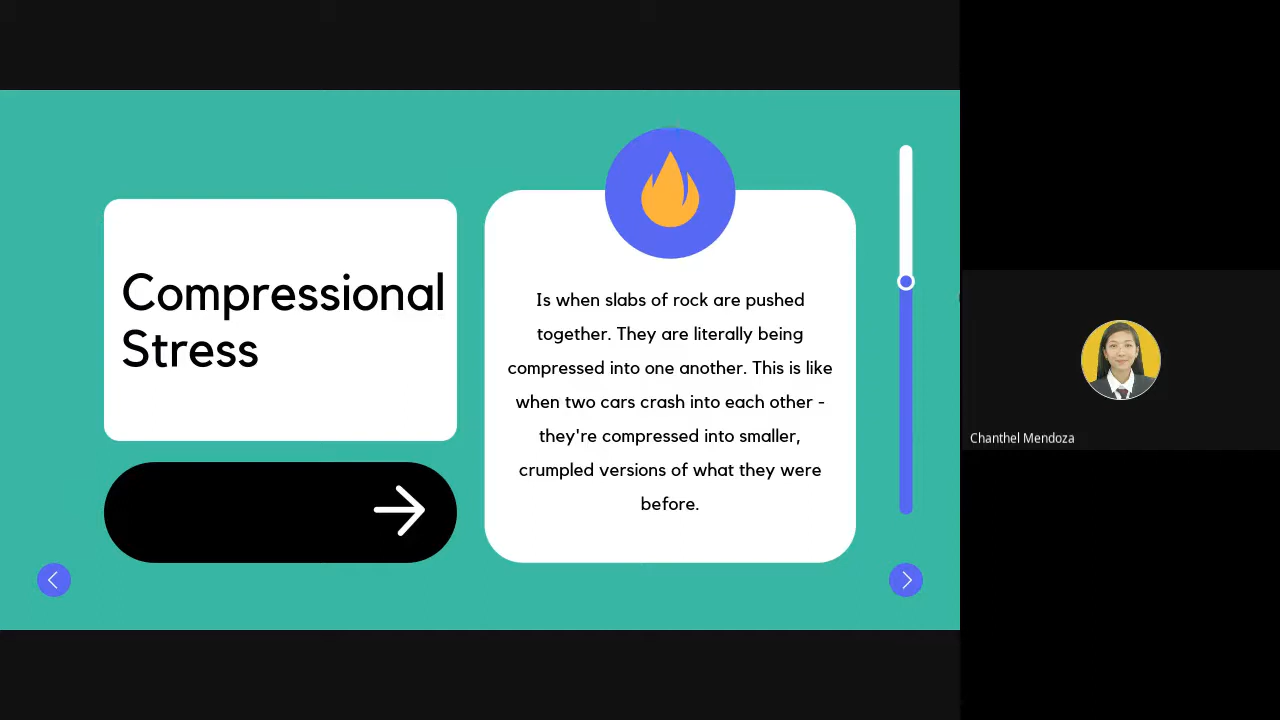 Compressional
Stress
Is when slabs of rock are pushed
together. They are literally being
compressed into one another. This is like
when two cars crash into each other -
they're compressed into smaller,
crumpled versions of what they were
before.
Chanthel Mendoza